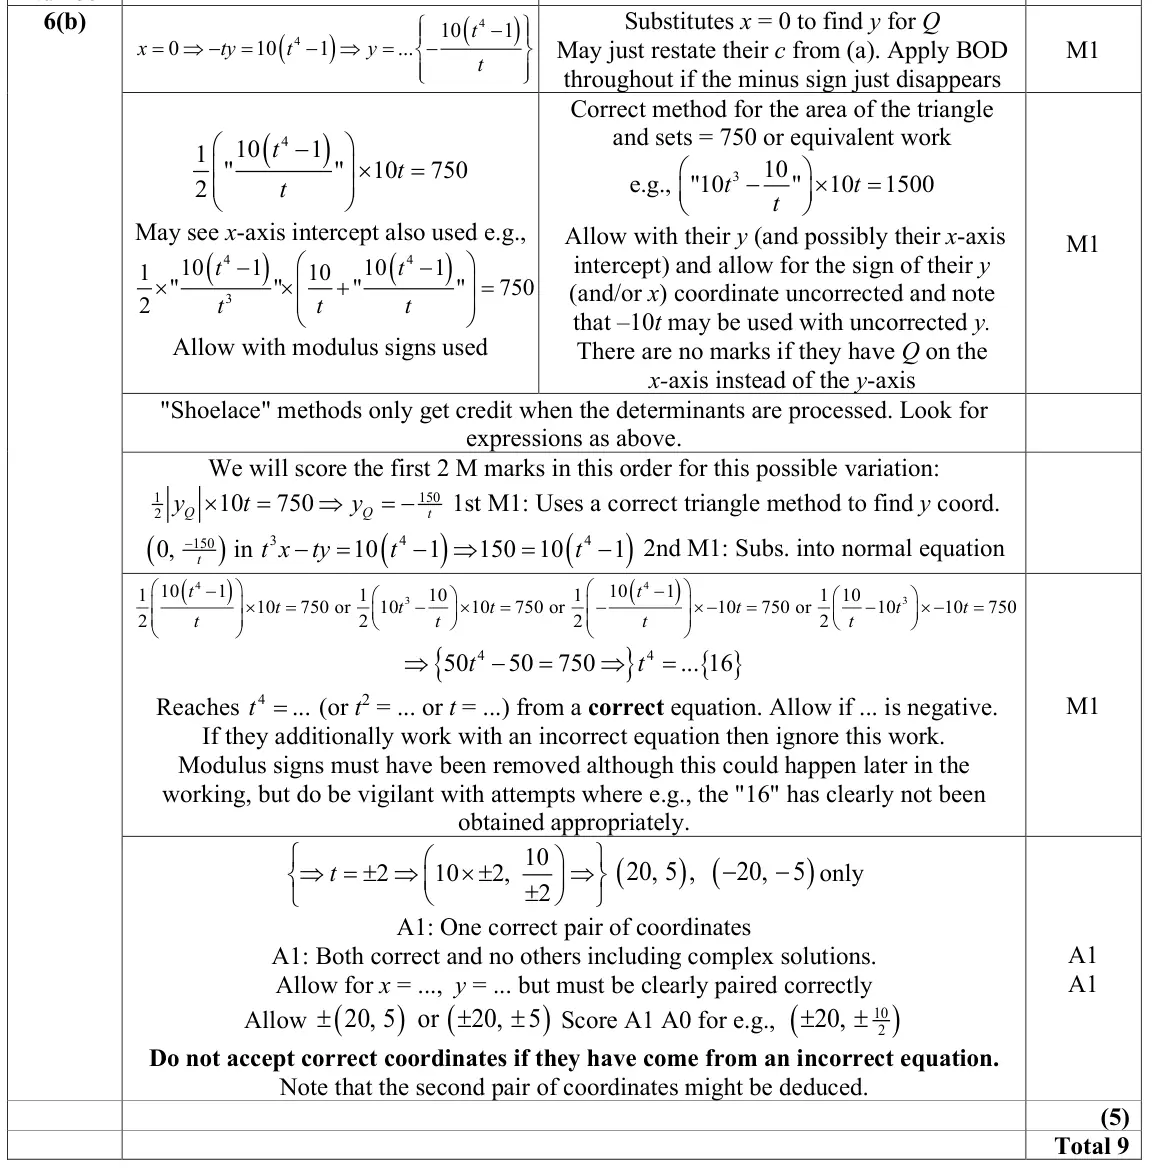 6(b)
x = 0 ⇒ −ty = 10(t⁴ − 1) ⇒ y = ...{−10(t⁴ − 1)/t}
Substitutes x = 0 to find y for Q
May just restate their c from (a). Apply BOD
throughout if the minus sign just disappears
M1
1/2("10(t⁴ − 1)/t") × 10t = 750
May see x-axis intercept also used e.g.,
1/2 × "10(t⁴ − 1)/t³" × (10/t + "10(t⁴ − 1)/t") = 750
Allow with modulus signs used
Correct method for the area of the triangle
and sets = 750 or equivalent work
e.g., ("10t³ − 10/t") × 10t = 1500
Allow with their y (and possibly their x-axis
intercept) and allow for the sign of their y
(and/or x) coordinate uncorrected and note
that –10t may be used with uncorrected y.
There are no marks if they have Q on the
x-axis instead of the y-axis
M1
"Shoelace" methods only get credit when the determinants are processed. Look for
expressions as above.
We will score the first 2 M marks in this order for this possible variation:
½|y_Q| × 10t = 750 ⇒ y_Q = −150/t 1st M1: Uses a correct triangle method to find y coord.
(0, −150/t) in t³x − ty = 10(t⁴ − 1) ⇒ 150 = 10(t⁴ − 1) 2nd M1: Subs. into normal equation
1/2(10(t⁴ − 1)/t) × 10t = 750 or 1/2(10t³ − 10/t) × 10t = 750 or 1/2(−10(t⁴ − 1)/t) × −10t = 750 or 1/2(10/t − 10t³) × −10t = 750
⇒ {50t⁴ − 50 = 750 ⇒} t⁴ = ...{16}
Reaches t⁴ = ... (or t² = ... or t = ...) from a correct equation. Allow if ... is negative.
If they additionally work with an incorrect equation then ignore this work.
Modulus signs must have been removed although this could happen later in the
working, but do be vigilant with attempts where e.g., the "16" has clearly not been
obtained appropriately.
M1
{⇒ t = ±2 ⇒ (10 × ±2, 10/±2) ⇒} (20, 5), (−20, −5) only
A1: One correct pair of coordinates
A1: Both correct and no others including complex solutions.
Allow for x = ..., y = ... but must be clearly paired correctly
Allow ±(20, 5) or (±20, ±5) Score A1 A0 for e.g., (±20, ±10/2)
Do not accept correct coordinates if they have come from an incorrect equation.
Note that the second pair of coordinates might be deduced.
A1
A1
(5)
Total 9